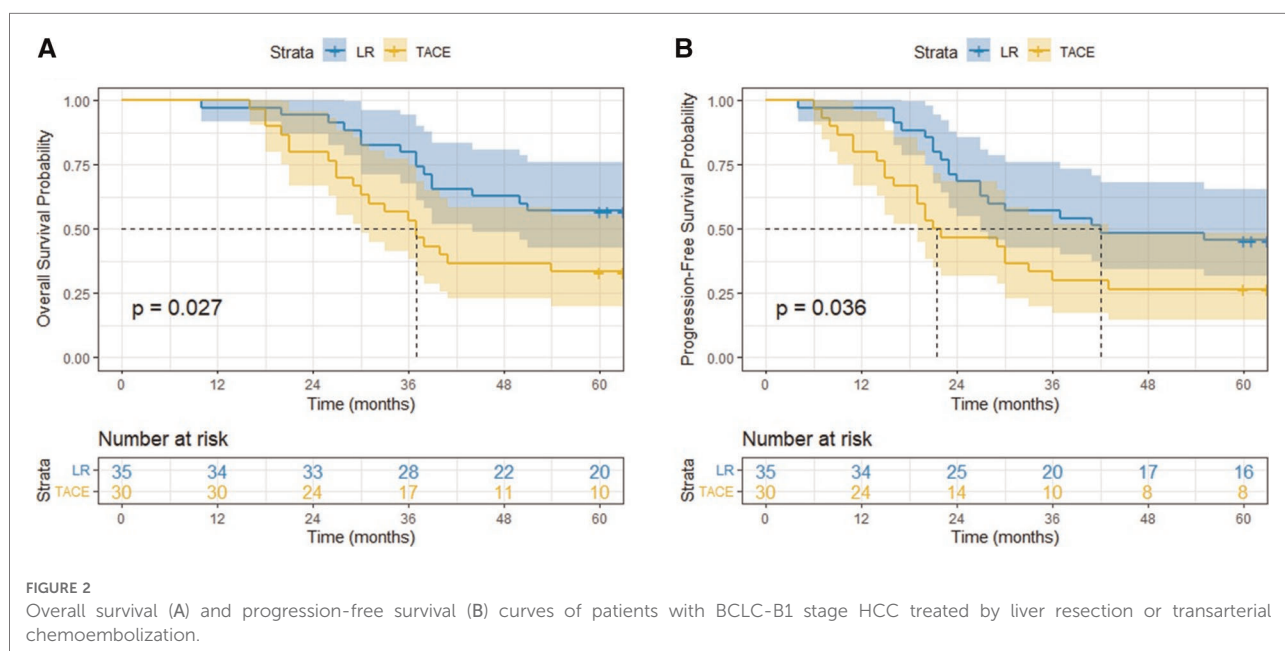 A
Strata LR TACE
Overall Survival Probability
1.00
0.75
0.50
0.25
0.00
p = 0.027
0 12 24 36 48 60
Time (months)
Number at risk
Strata
LR 35 34 33 28 22 20
TACE 30 30 24 17 11 10
0 12 24 36 48 60
Time (months)
B
Strata LR TACE
Progression-Free Survival Probability
1.00
0.75
0.50
0.25
0.00
p = 0.036
0 12 24 36 48 60
Time (months)
Number at risk
Strata
LR 35 34 25 20 17 16
TACE 30 24 14 10 8 8
0 12 24 36 48 60
Time (months)
FIGURE 2
Overall survival (A) and progression-free survival (B) curves of patients with BCLC-B1 stage HCC treated by liver resection or transarterial
chemoembolization.